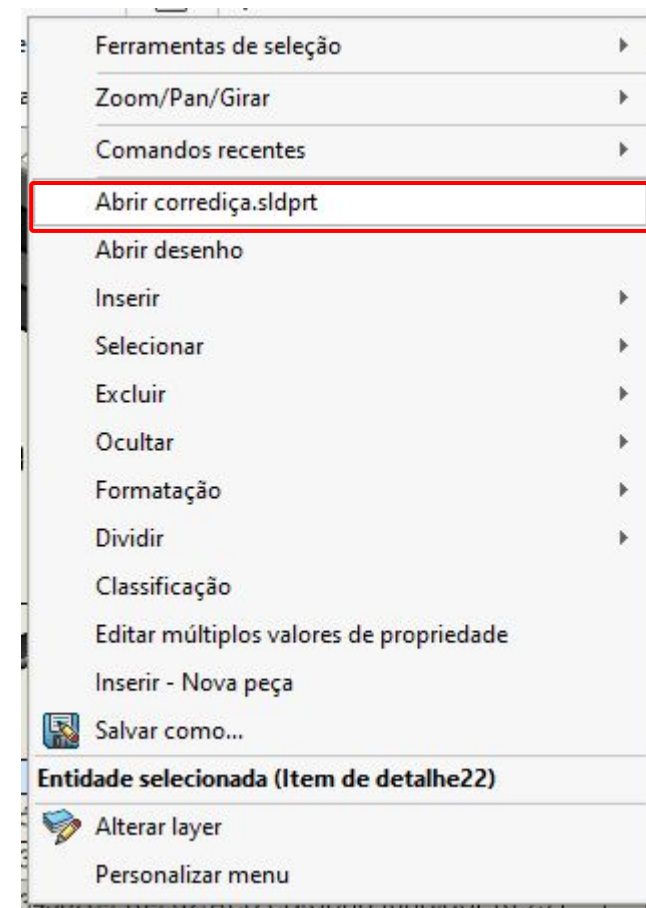 Ferramentas de seleção
Zoom/Pan/Girar
Comandos recentes
Abrir corrediça.sldprt
Abrir desenho
Inserir
Selecionar
Excluir
Ocultar
Formatação
Dividir
Classificação
Editar múltiplos valores de propriedade
Inserir - Nova peça
Salvar como...
Entidade selecionada (Item de detalhe22)
Alterar layer
Personalizar menu